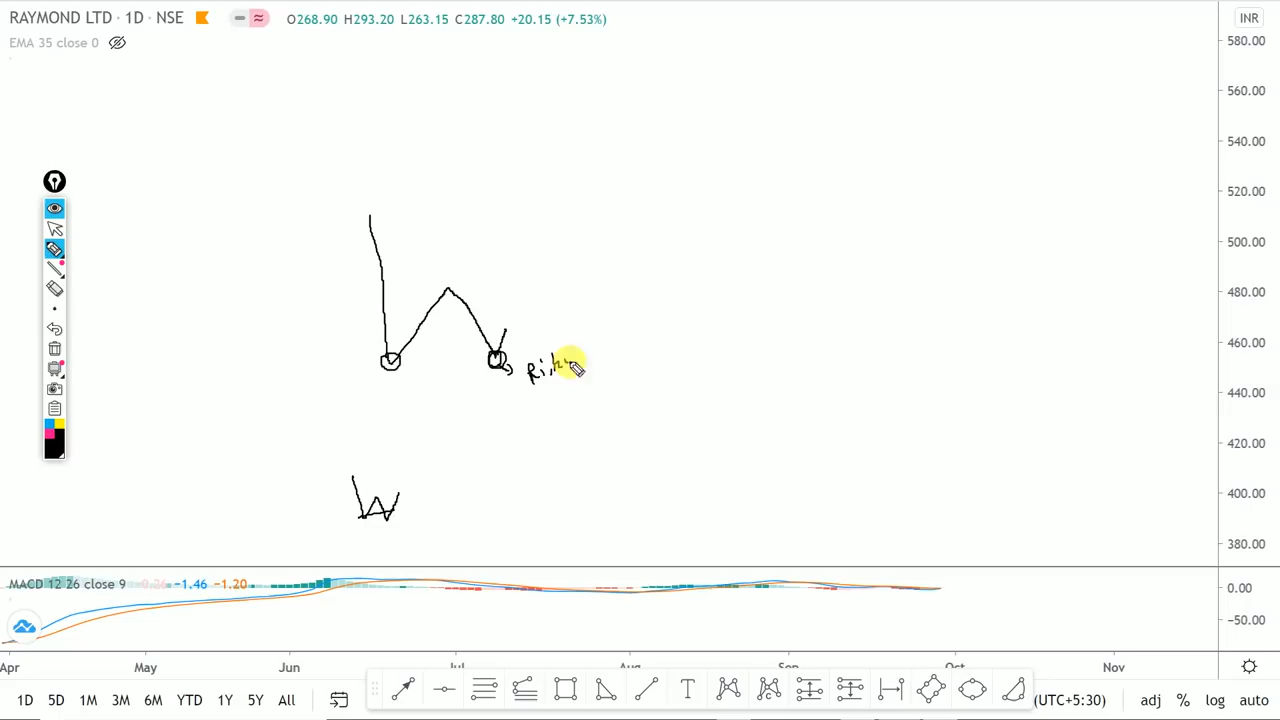 RAYMOND LTD · 1D · NSE O268.90 H293.20 L263.15 C287.80 +20.15 (+7.53%) INR
EMA 35 close 0
580.00
560.00
540.00
520.00
500.00
480.00
460.00
440.00
420.00
400.00
380.00
W
MACD 12 26 close 9 −0.26 −1.46 −1.20
0.00
−50.00
Apr May Jun Jul Aug Sep Oct Nov
1D 5D 1M 3M 6M YTD 1Y 5Y All (UTC+5:30) adj % log auto